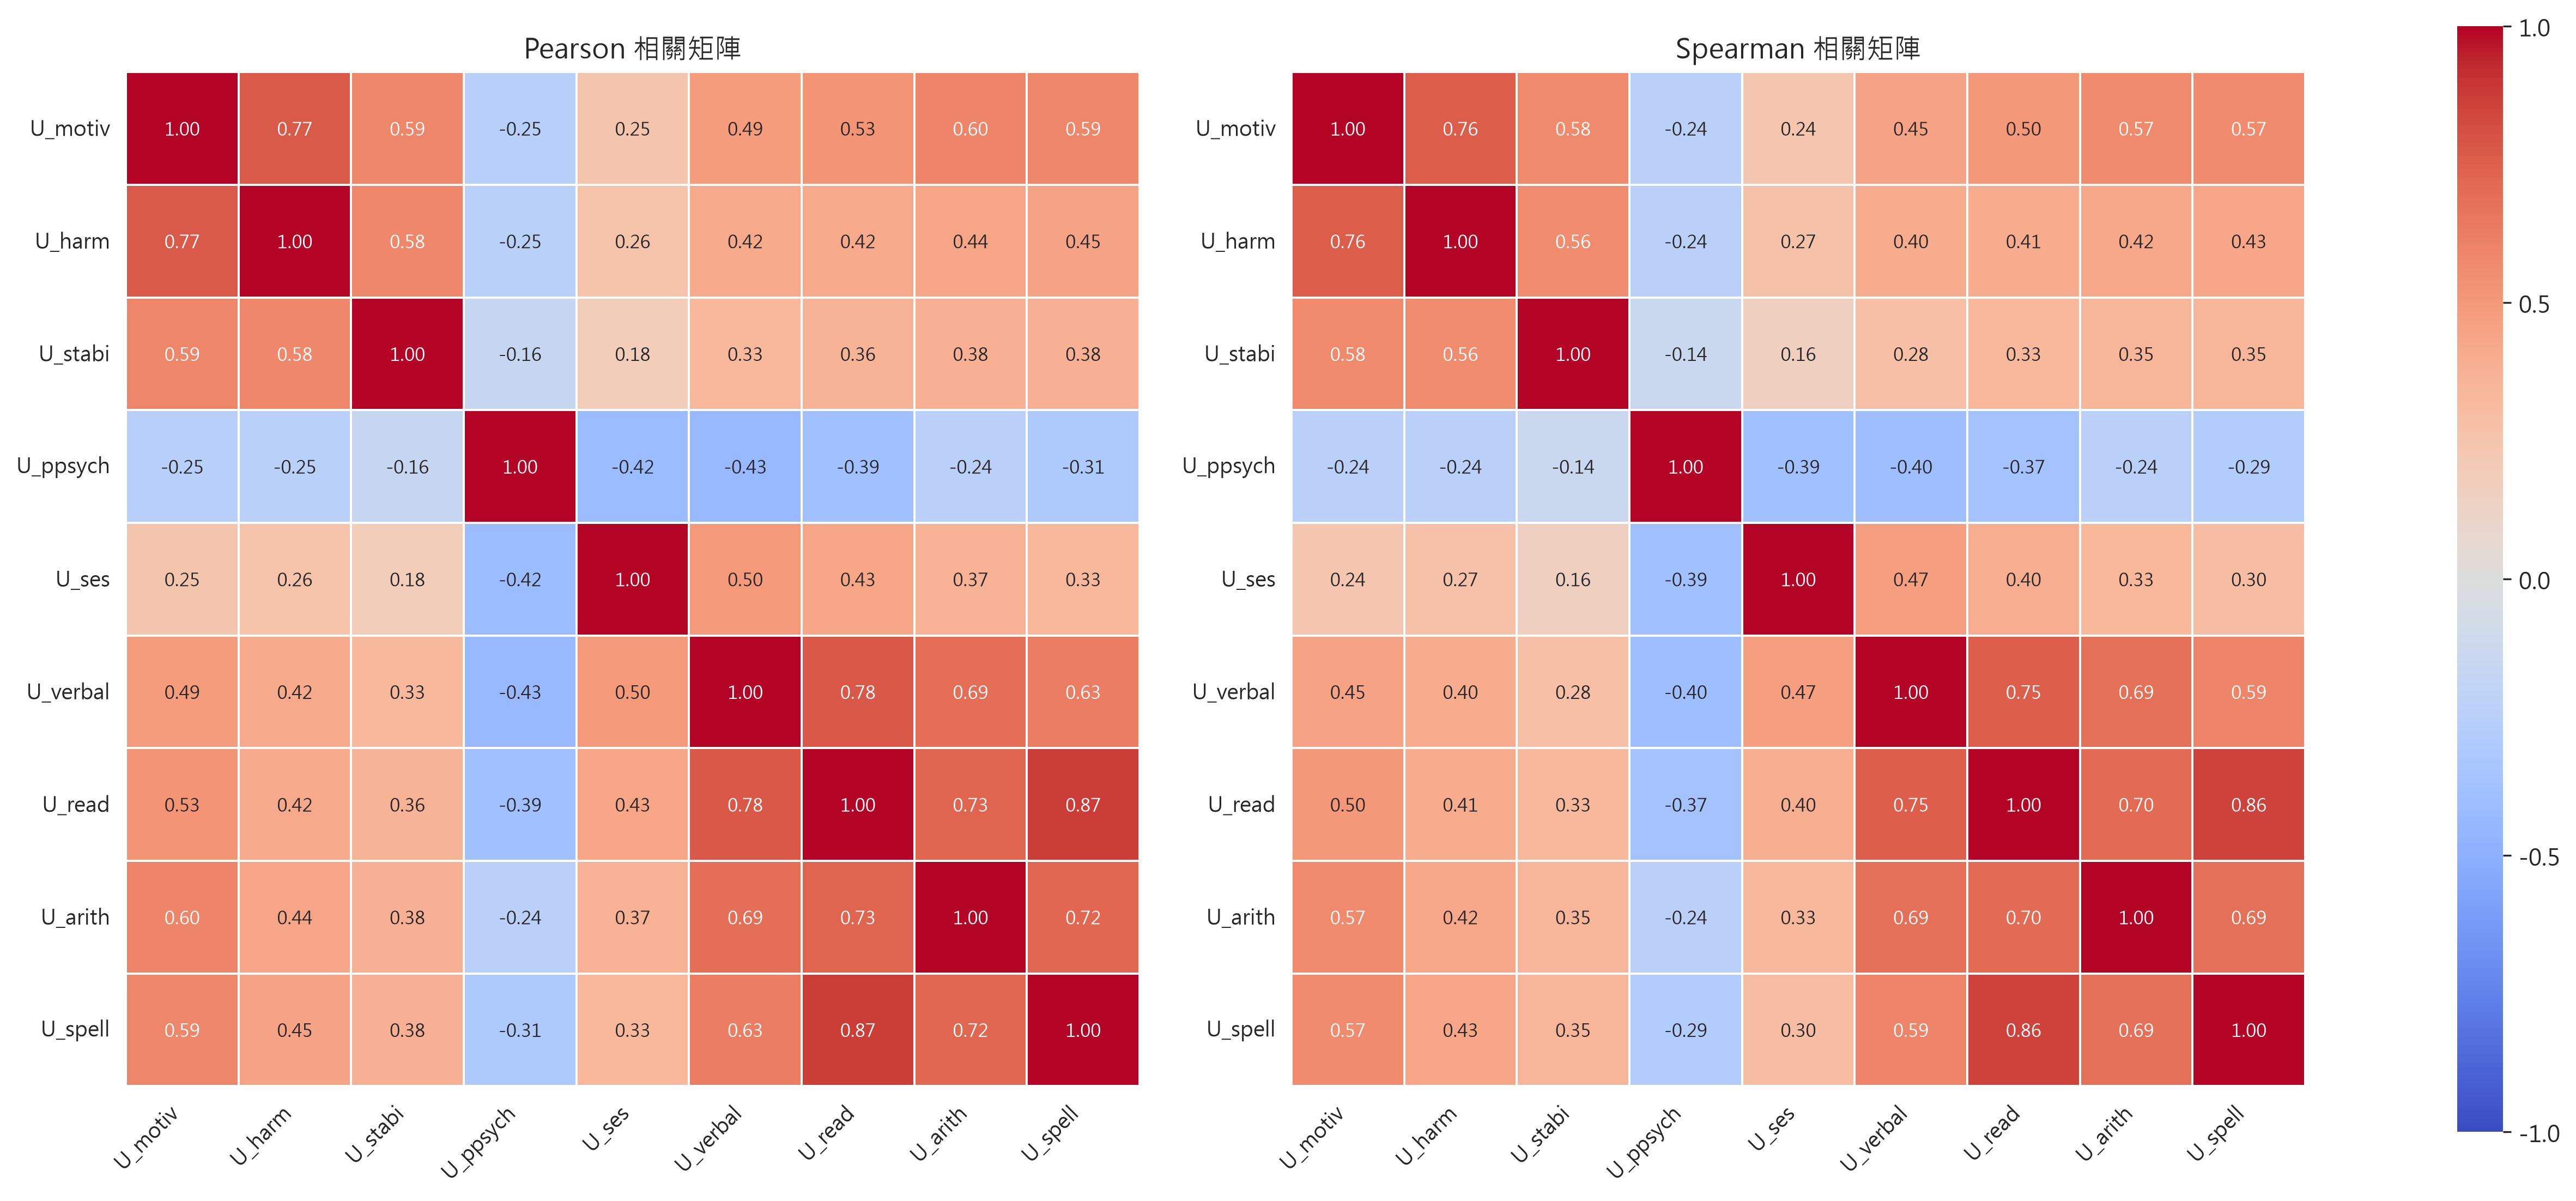 Pearson 相關矩陣
U_motiv 1.00 0.77 0.59 -0.25 0.25 0.49 0.53 0.60 0.59
U_harm 0.77 1.00 0.58 -0.25 0.26 0.42 0.42 0.44 0.45
U_stabi 0.59 0.58 1.00 -0.16 0.18 0.33 0.36 0.38 0.38
U_ppsych -0.25 -0.25 -0.16 1.00 -0.42 -0.43 -0.39 -0.24 -0.31
U_ses 0.25 0.26 0.18 -0.42 1.00 0.50 0.43 0.37 0.33
U_verbal 0.49 0.42 0.33 -0.43 0.50 1.00 0.78 0.69 0.63
U_read 0.53 0.42 0.36 -0.39 0.43 0.78 1.00 0.73 0.87
U_arith 0.60 0.44 0.38 -0.24 0.37 0.69 0.73 1.00 0.72
U_spell 0.59 0.45 0.38 -0.31 0.33 0.63 0.87 0.72 1.00
U_motiv U_harm U_stabi U_ppsych U_ses U_verbal U_read U_arith U_spell
Spearman 相關矩陣
U_motiv 1.00 0.76 0.58 -0.24 0.24 0.45 0.50 0.57 0.57
U_harm 0.76 1.00 0.56 -0.24 0.27 0.40 0.41 0.42 0.43
U_stabi 0.58 0.56 1.00 -0.14 0.16 0.28 0.33 0.35 0.35
U_ppsych -0.24 -0.24 -0.14 1.00 -0.39 -0.40 -0.37 -0.24 -0.29
U_ses 0.24 0.27 0.16 -0.39 1.00 0.47 0.40 0.33 0.30
U_verbal 0.45 0.40 0.28 -0.40 0.47 1.00 0.75 0.69 0.59
U_read 0.50 0.41 0.33 -0.37 0.40 0.75 1.00 0.70 0.86
U_arith 0.57 0.42 0.35 -0.24 0.33 0.69 0.70 1.00 0.69
U_spell 0.57 0.43 0.35 -0.29 0.30 0.59 0.86 0.69 1.00
U_motiv U_harm U_stabi U_ppsych U_ses U_verbal U_read U_arith U_spell
1.0
0.5
0.0
-0.5
-1.0